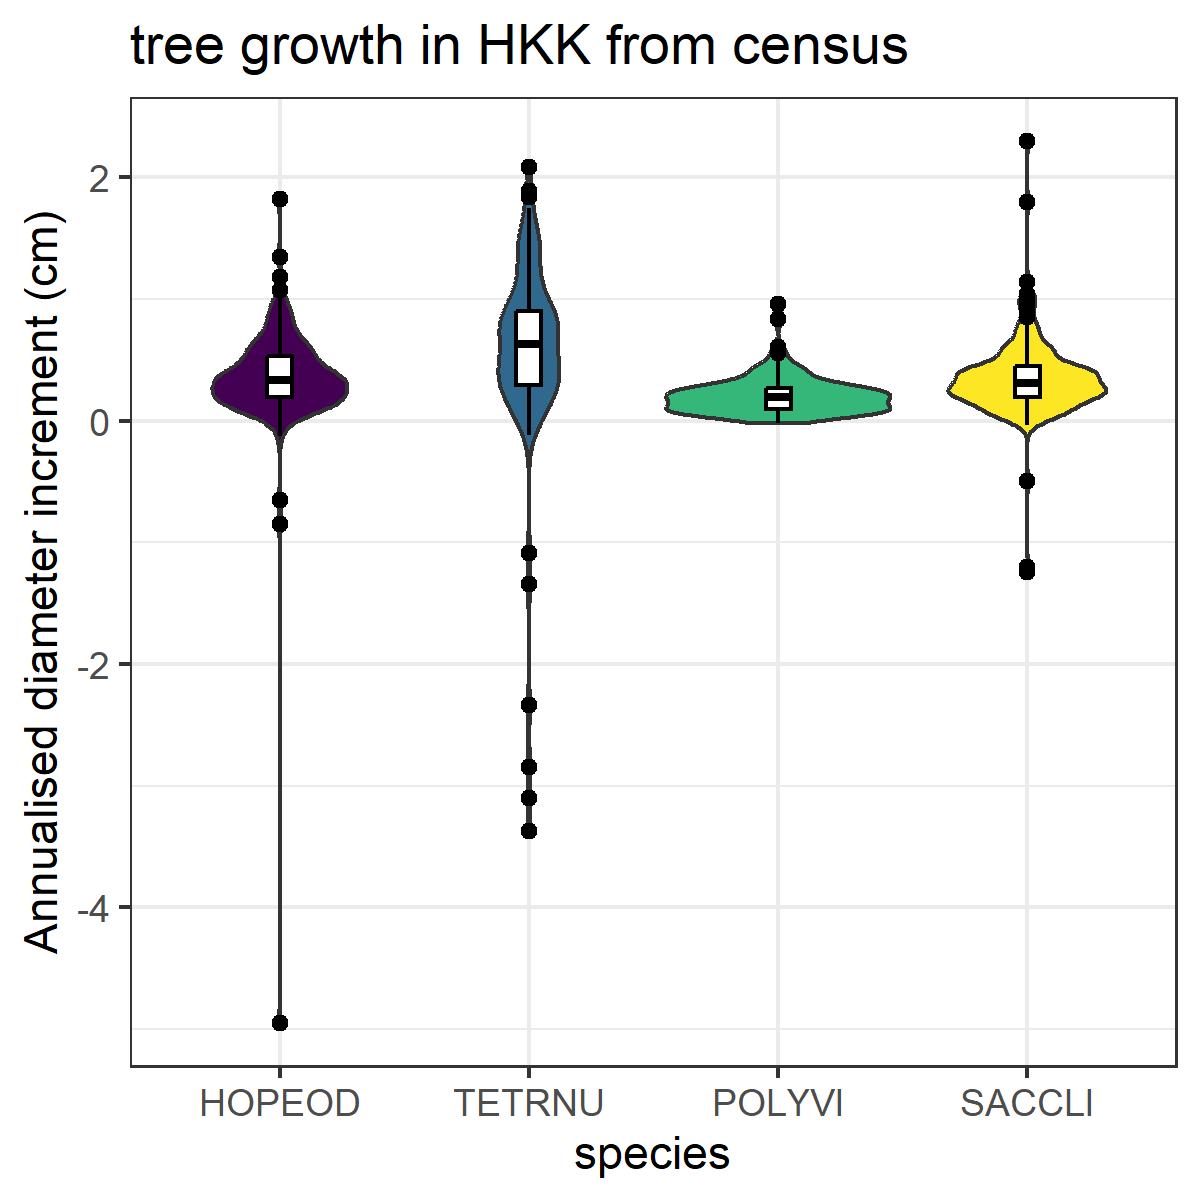 tree growth in HKK from census
Annualised diameter increment (cm)
2
0
-2
-4
HOPEOD TETRNU POLYVI SACCLI
species